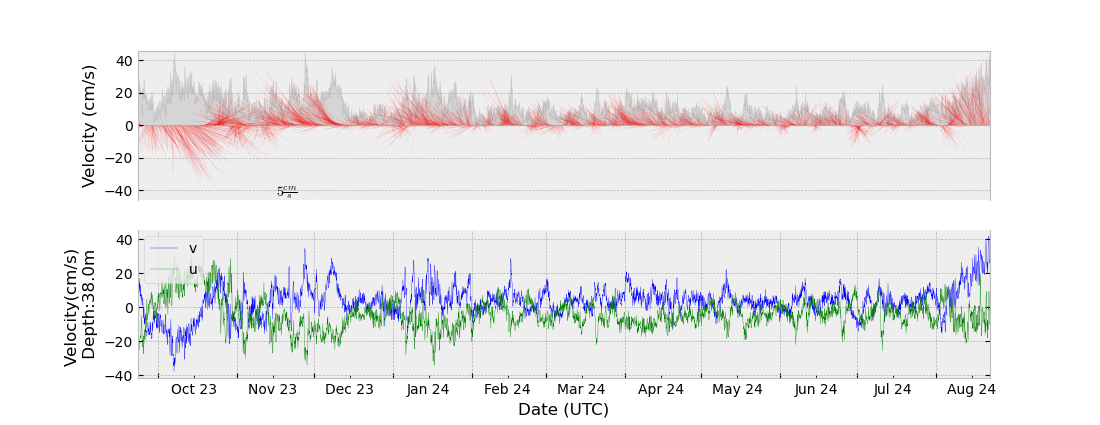 40
20
0
−20
−40
Velocity (cm/s)
5 cm/s
40
20
0
−20
−40
Velocity(cm/s)
Depth:38.0m
v
u
Oct 23 Nov 23 Dec 23 Jan 24 Feb 24 Mar 24 Apr 24 May 24 Jun 24 Jul 24 Aug 24
Date (UTC)